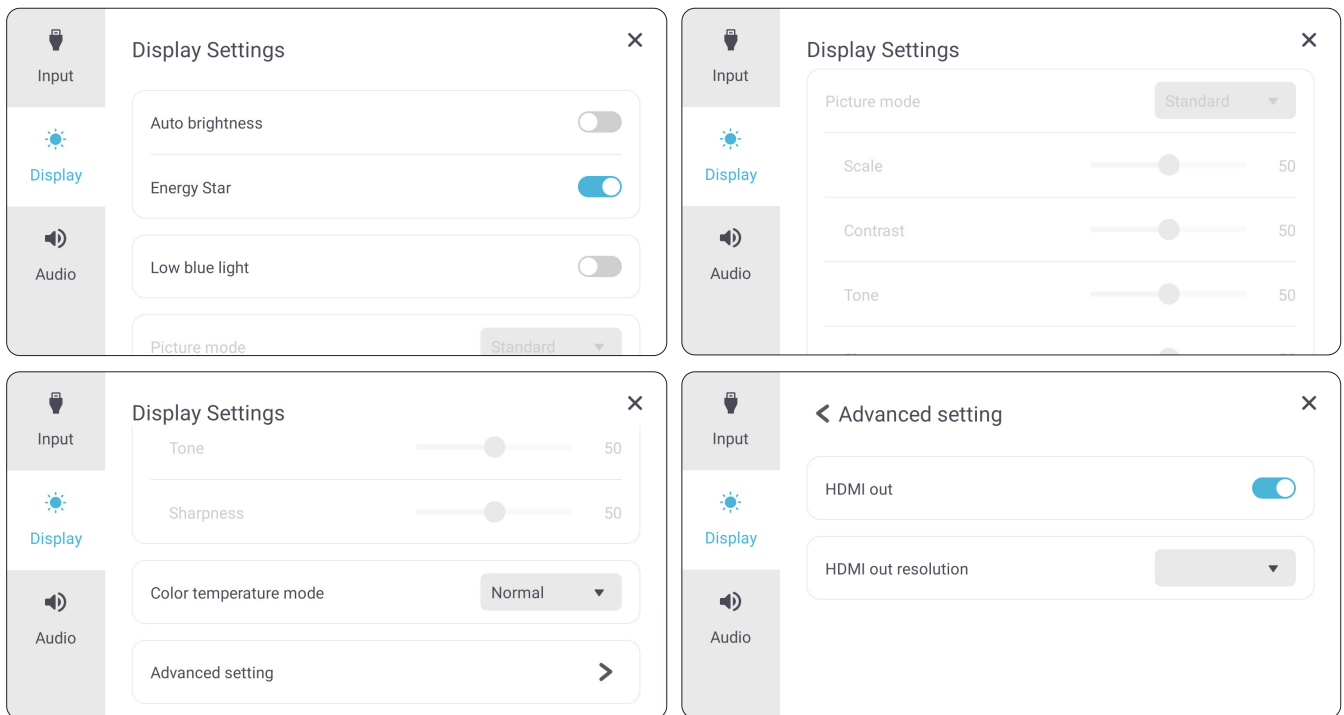 Input
Display
Audio
Display Settings
Auto brightness
Energy Star
Low blue light
Picture mode Standard
Input
Display
Audio
Display Settings
Picture mode Standard
Scale 50
Contrast 50
Tone 50
Input
Display
Audio
Display Settings
Tone 50
Sharpness 50
Color temperature mode Normal
Advanced setting
Input
Display
Audio
Advanced setting
HDMI out
HDMI out resolution